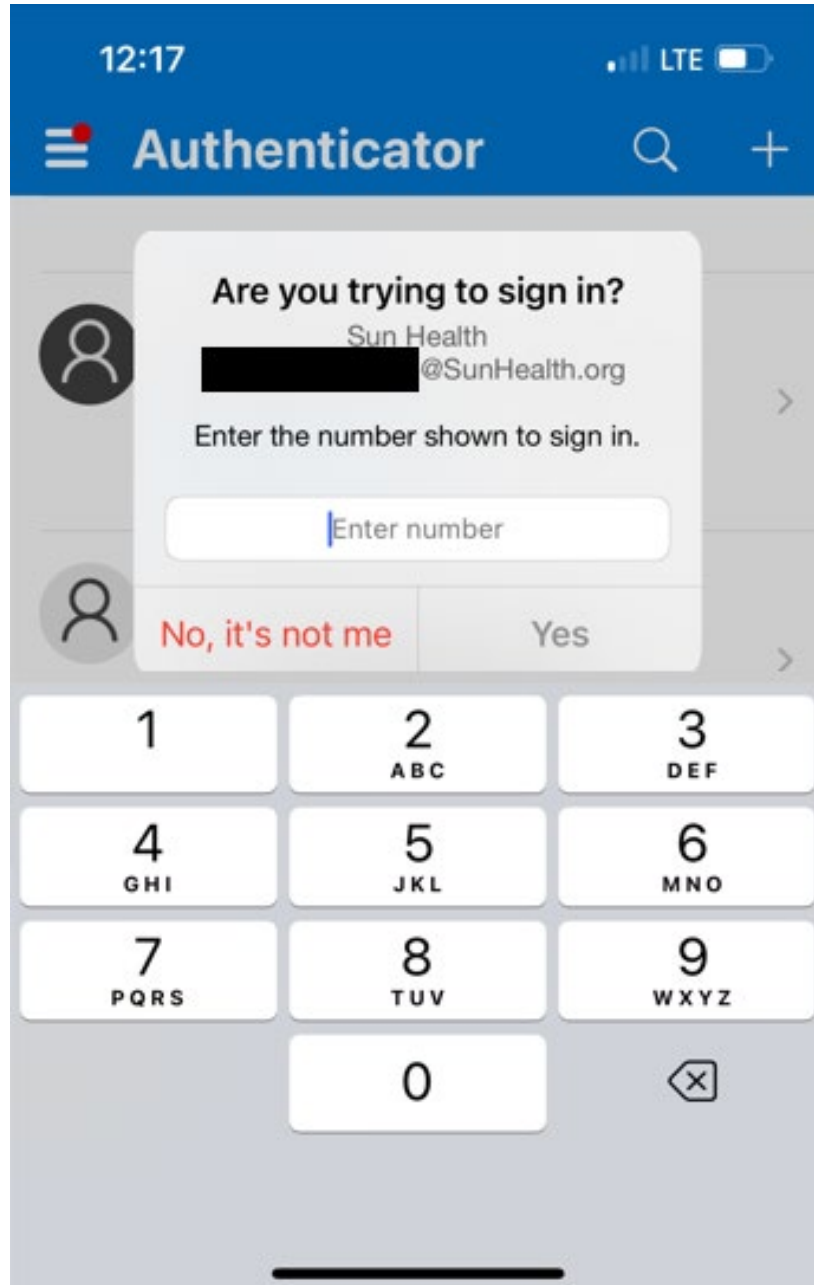 12:17 LTE
Authenticator
Are you trying to sign in?
Sun Health
@SunHealth.org
Enter the number shown to sign in.
Enter number
No, it's not me Yes
1 2 3
ABC DEF
4 5 6
GHI JKL MNO
7 8 9
PQRS TUV WXYZ
0